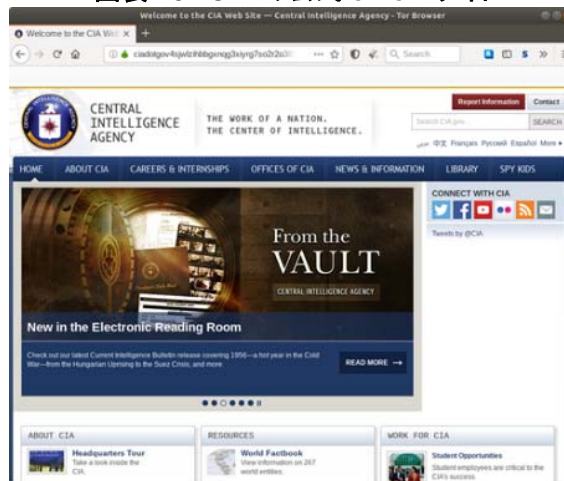 Welcome to the CIA Web Site — Central Intelligence Agency - Tor Browser
Welcome to the CIA Web
Search
Report Information
Contact
CENTRAL
INTELLIGENCE
AGENCY
THE WORK OF A NATION.
THE CENTER OF INTELLIGENCE.
Search CIA.gov...
SEARCH
عربي 中文 Français Русский Español More
HOME
ABOUT CIA
CAREERS & INTERNSHIPS
OFFICES OF CIA
NEWS & INFORMATION
LIBRARY
SPY KIDS
From the
VAULT
CENTRAL INTELLIGENCE AGENCY
New in the Electronic Reading Room
Check out our latest Current Intelligence Bulletin release covering 1956—a hot year in the Cold
War—from the Hungarian Uprising to the Suez Crisis, and more.
READ MORE →
CONNECT WITH CIA
Tweets by @CIA
ABOUT CIA
Headquarters Tour
Take a look inside the
CIA.
RESOURCES
World Factbook
View information on 267
world entities.
WORK FOR CIA
Student Opportunities
Student employees are critical to the
CIA's success.